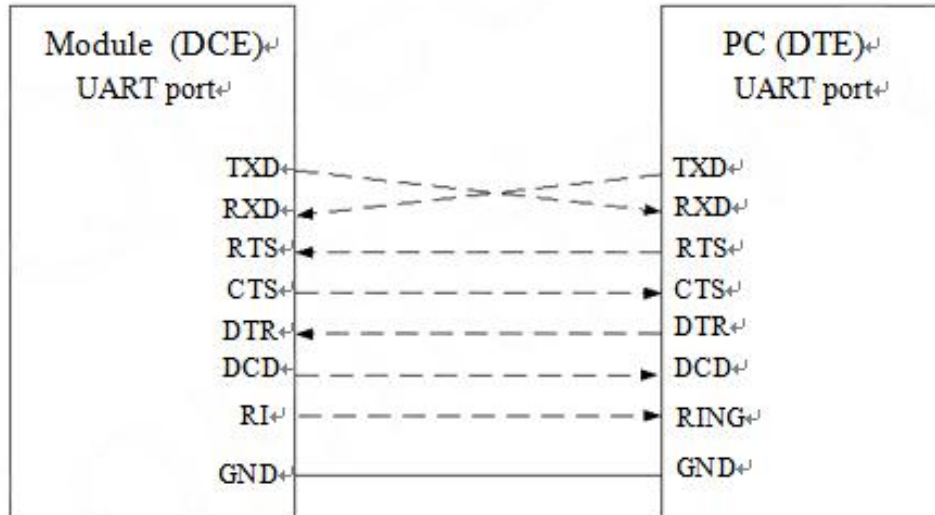 Module (DCE)↵
UART port↵
TXD↵
RXD↵
RTS↵
CTS↵
DTR↵
DCD↵
RI↵
GND↵
PC (DTE)↵
UART port↵
TXD↵
RXD↵
RTS↵
CTS↵
DTR↵
DCD↵
RING↵
GND↵